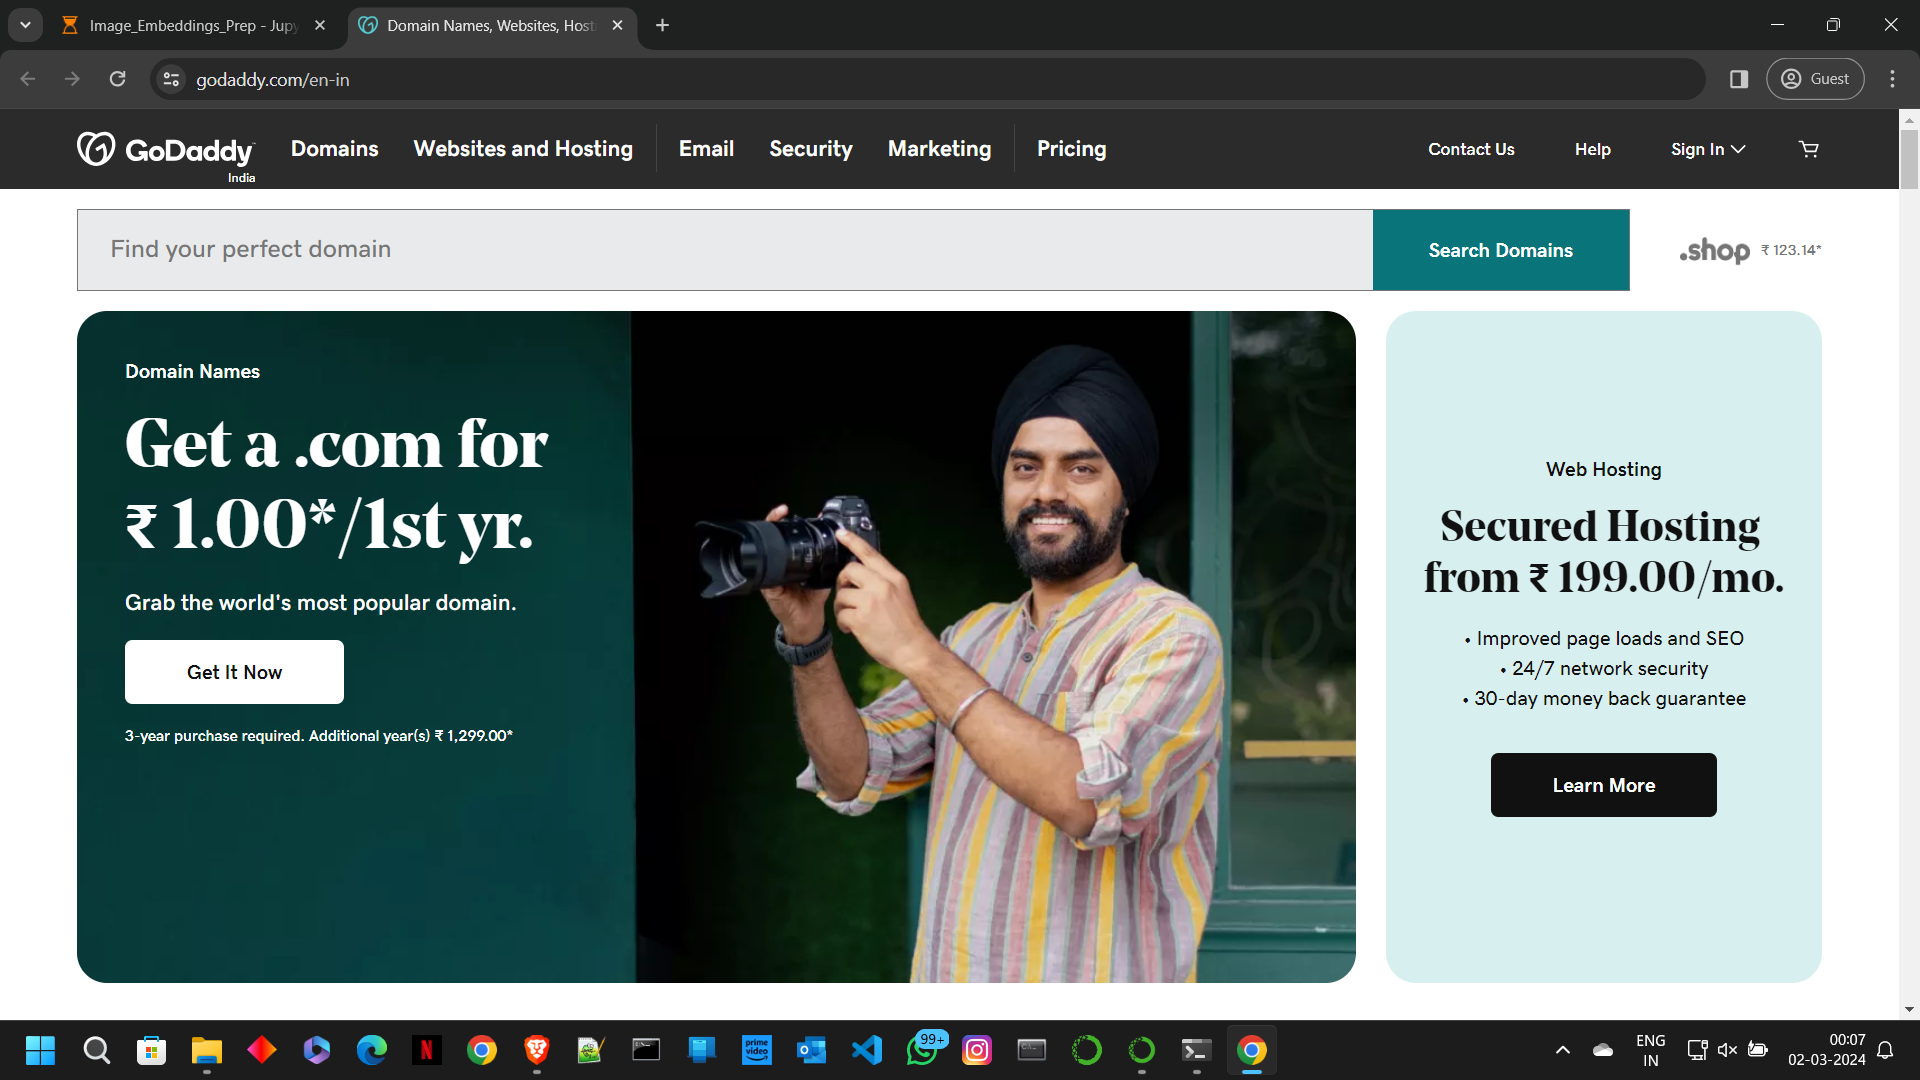 Image_Embeddings_Prep - Jupy
Domain Names, Websites, Host
godaddy.com/en-in
Guest
GoDaddy
India
Domains
Websites and Hosting
Email
Security
Marketing
Pricing
Contact Us
Help
Sign In
Find your perfect domain
Search Domains
.shop ₹ 123.14*
Domain Names
Get a .com for
₹ 1.00*/1st yr.
Grab the world's most popular domain.
Get It Now
3-year purchase required. Additional year(s) ₹ 1,299.00*
Web Hosting
Secured Hosting
from ₹ 199.00/mo.
• Improved page loads and SEO
• 24/7 network security
• 30-day money back guarantee
Learn More
N
prime
video
99+
ENG
IN
00:07
02-03-2024